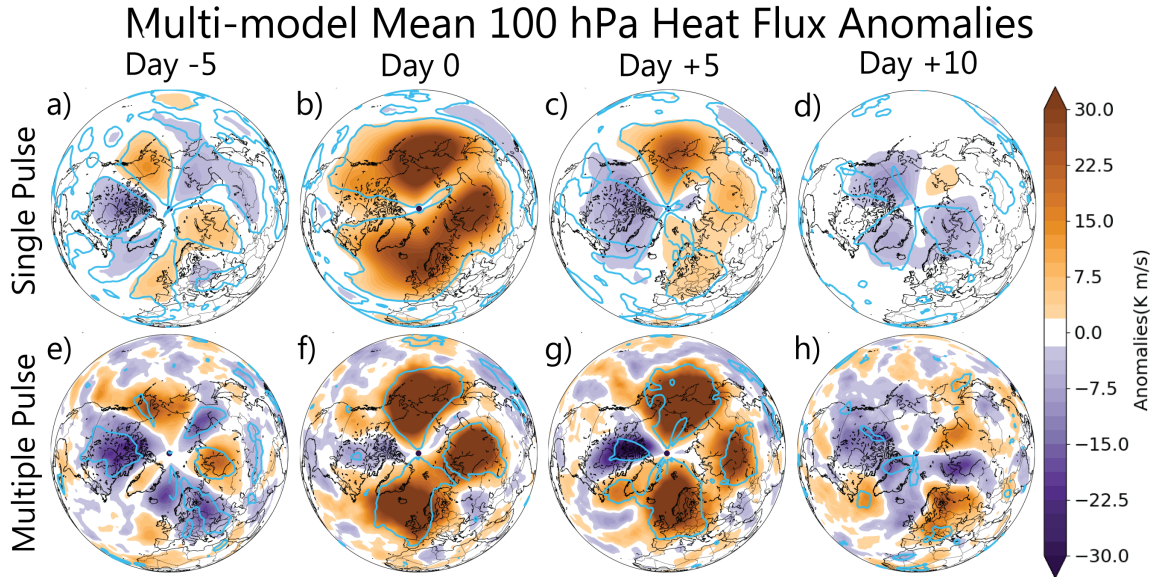 Multi-model Mean 100 hPa Heat Flux Anomalies
Day -5 Day 0 Day +5 Day +10
Single Pulse
a) b) c) d)
Multiple Pulse
e) f) g) h)
30.0
22.5
15.0
7.5
0.0
−7.5
−15.0
−22.5
−30.0
Anomalies(K m/s)